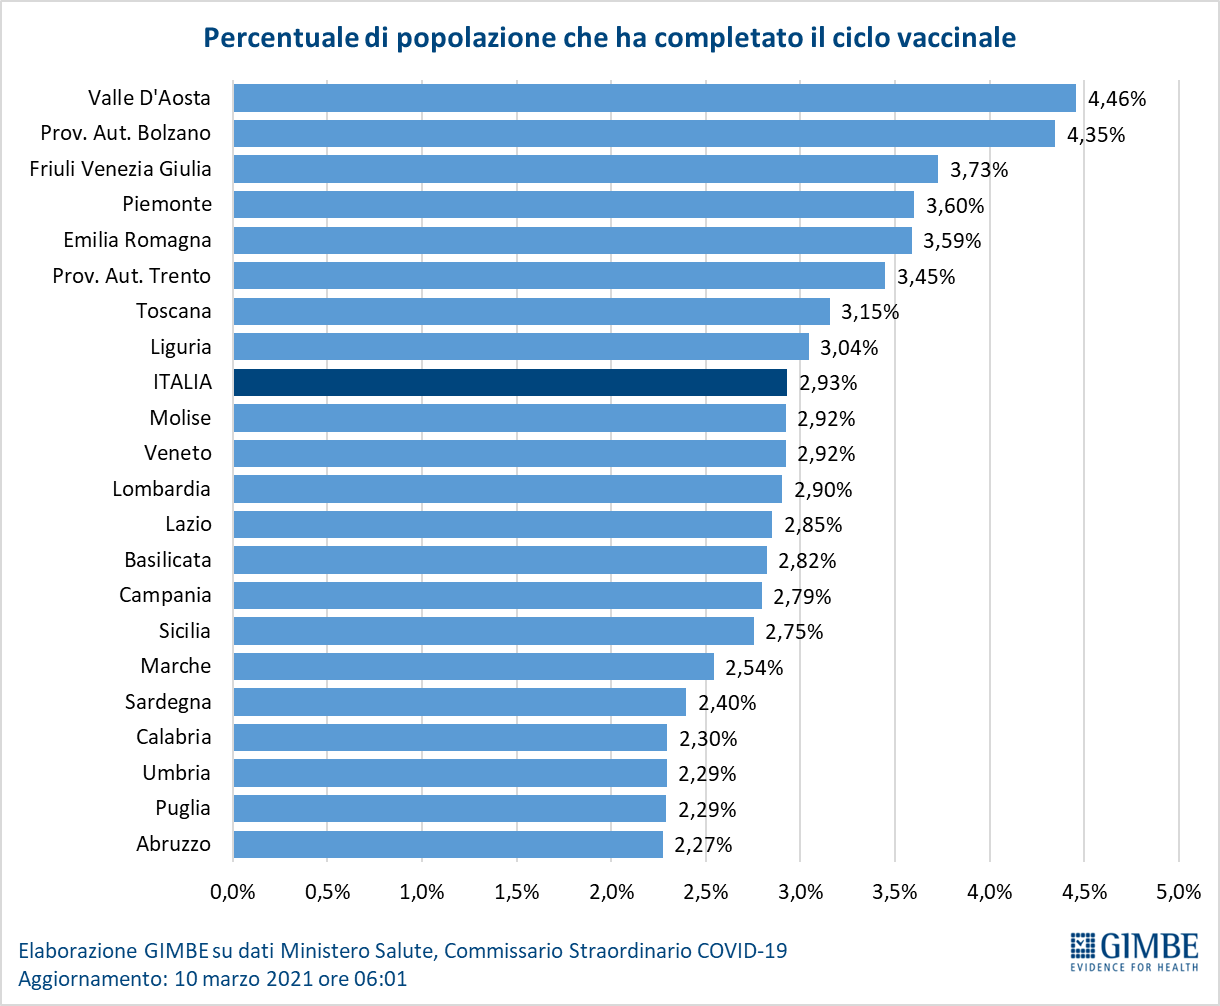 Percentuale di popolazione che ha completato il ciclo vaccinale
Valle D'Aosta 4,46%
Prov. Aut. Bolzano 4,35%
Friuli Venezia Giulia 3,73%
Piemonte 3,60%
Emilia Romagna 3,59%
Prov. Aut. Trento 3,45%
Toscana 3,15%
Liguria 3,04%
ITALIA 2,93%
Molise 2,92%
Veneto 2,92%
Lombardia 2,90%
Lazio 2,85%
Basilicata 2,82%
Campania 2,79%
Sicilia 2,75%
Marche 2,54%
Sardegna 2,40%
Calabria 2,30%
Umbria 2,29%
Puglia 2,29%
Abruzzo 2,27%
0,0% 0,5% 1,0% 1,5% 2,0% 2,5% 3,0% 3,5% 4,0% 4,5% 5,0%
Elaborazione GIMBE su dati Ministero Salute, Commissario Straordinario COVID-19
Aggiornamento: 10 marzo 2021 ore 06:01
GIMBE
EVIDENCE FOR HEALTH